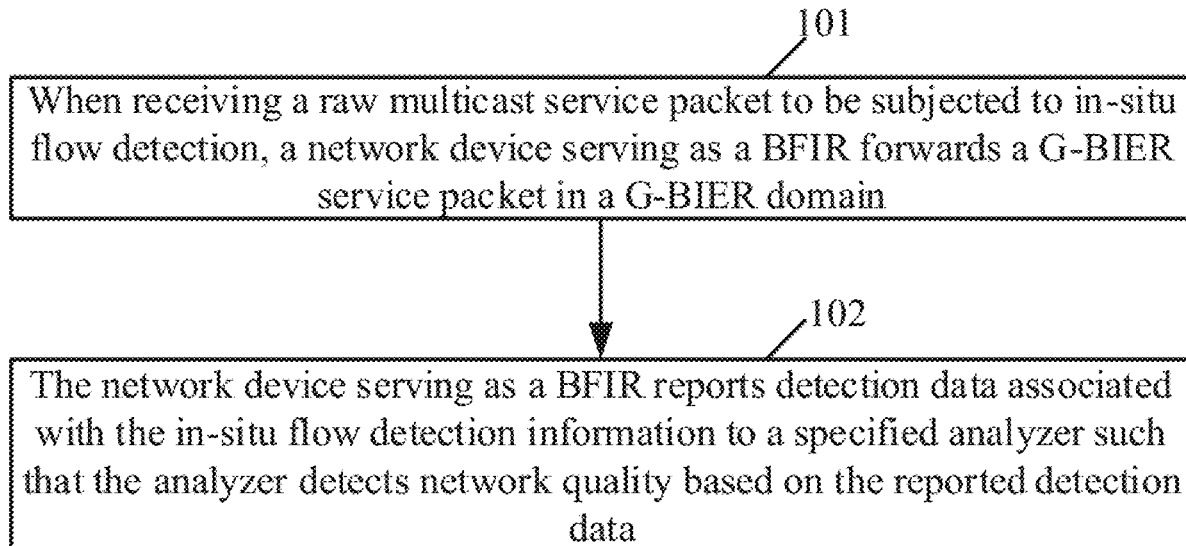 101
When receiving a raw multicast service packet to be subjected to in-situ
flow detection, a network device serving as a BFIR forwards a G-BIER
service packet in a G-BIER domain
102
The network device serving as a BFIR reports detection data associated
with the in-situ flow detection information to a specified analyzer such
that the analyzer detects network quality based on the reported detection
data